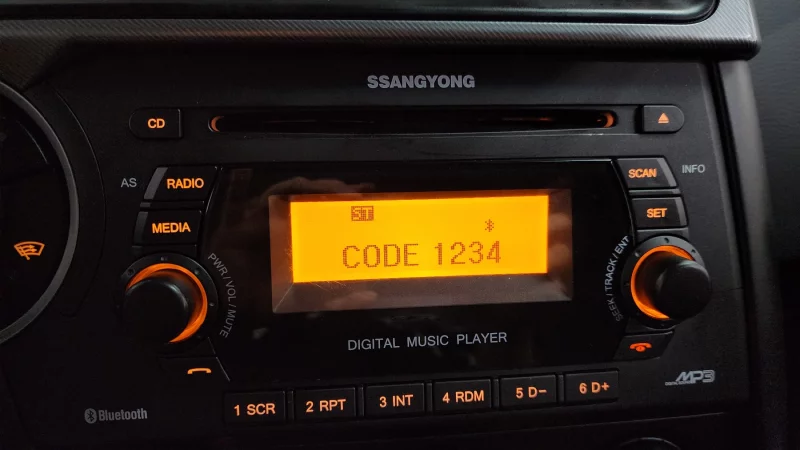 SSANGYONG
CD
AS RADIO
SCAN INFO
MEDIA
SET
ST
CODE 1234
PWR/VOL/MUTE
SEEK/TRACK/ENT
DIGITAL MUSIC PLAYER
Bluetooth
1 SCR 2 RPT 3 INT 4 RDM 5 D- 6 D+
MP3